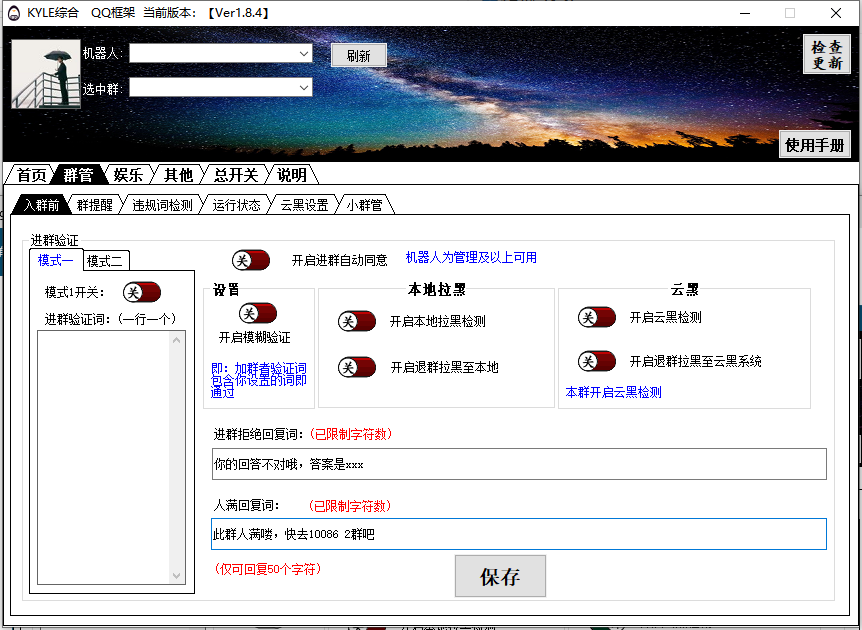 KYLE综合 QQ框架 当前版本：【Ver1.8.4】
机器人:
刷新
选中群:
检查
更新
使用手册
首页 群管 娱乐 其他 总开关 说明
入群前 群提醒 违规词检测 运行状态 云黑设置 小群管
进群验证
模式一 模式二
模式1开关: 关
进群验证词:（一行一个）
关 开启进群自动同意 机器人为管理及以上可用
设置
关
开启模糊验证
即：加群者验证词
包含你设置的词即
通过
本地拉黑
关 开启本地拉黑检测
关 开启退群拉黑至本地
云黑
关 开启云黑检测
关 开启退群拉黑至云黑系统
本群开启云黑检测
进群拒绝回复词:（已限制字符数）
你的回答不对哦，答案是xxx
人满回复词: （已限制字符数）
此群人满喽，快去10086 2群吧
（仅可回复50个字符）
保存